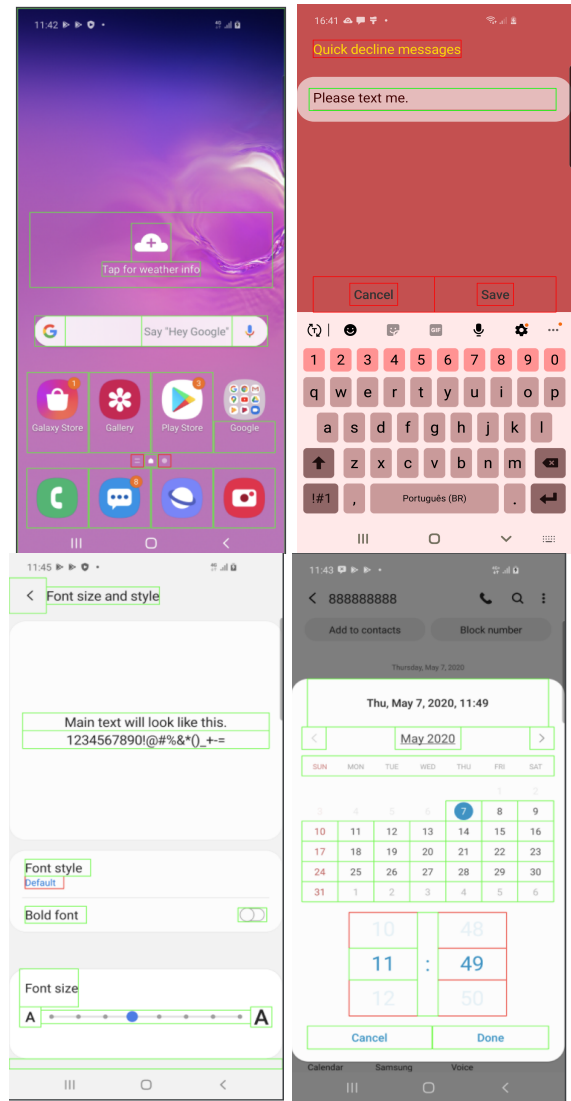 11:42
Tap for weather info
G Say "Hey Google"
1 3
Galaxy Store Gallery Play Store Google
8
16:41
Quick decline messages
Please text me.
Cancel Save
GIF
1 2 3 4 5 6 7 8 9 0
q w e r t y u i o p
a s d f g h j k l
z x c v b n m
!#1 , Português (BR) .
11:45
Font size and style
Main text will look like this.
1234567890!@#%&*()_+-=
Font style
Default
Bold font
Font size
A A
11:43
888888888
Add to contacts Block number
Thursday, May 7, 2020
Thu, May 7, 2020, 11:49
May 2020
SUN MON TUE WED THU FRI SAT
1 2
3 4 5 6 7 8 9
10 11 12 13 14 15 16
17 18 19 20 21 22 23
24 25 26 27 28 29 30
31 1 2 3 4 5 6
10 48
11 : 49
12 50
Cancel Done
Calendar Samsung Voice